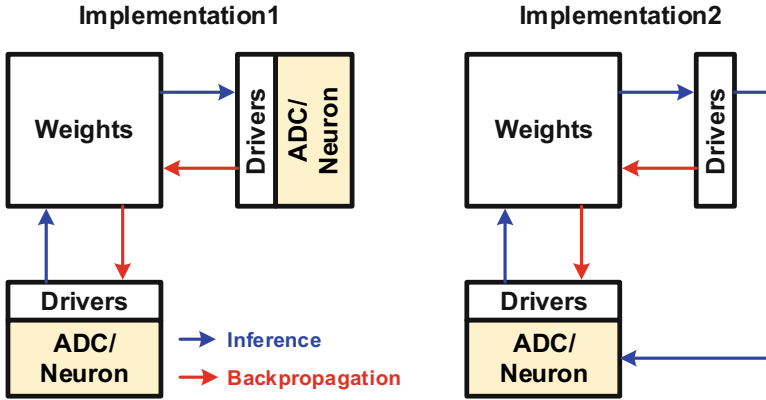 Implementation1
Weights
Drivers
ADC/
Neuron
Drivers
ADC/
Neuron
Inference
Backpropagation
Implementation2
Weights
Drivers
Drivers
ADC/
Neuron